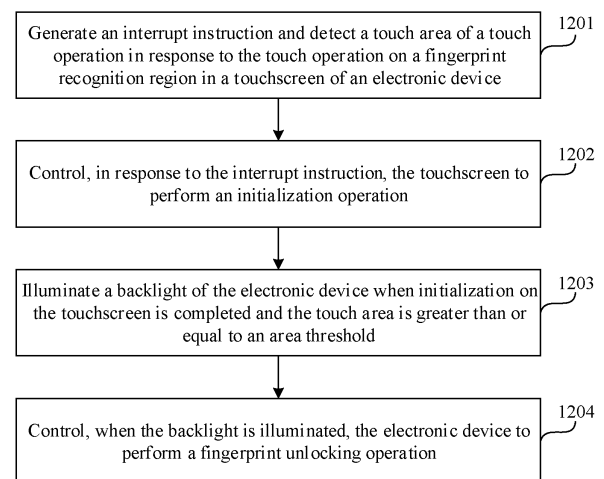 Generate an interrupt instruction and detect a touch area of a touch
operation in response to the touch operation on a fingerprint
recognition region in a touchscreen of an electronic device
1201
Control, in response to the interrupt instruction, the touchscreen to
perform an initialization operation
1202
Illuminate a backlight of the electronic device when initialization on
the touchscreen is completed and the touch area is greater than or
equal to an area threshold
1203
Control, when the backlight is illuminated, the electronic device to
perform a fingerprint unlocking operation
1204